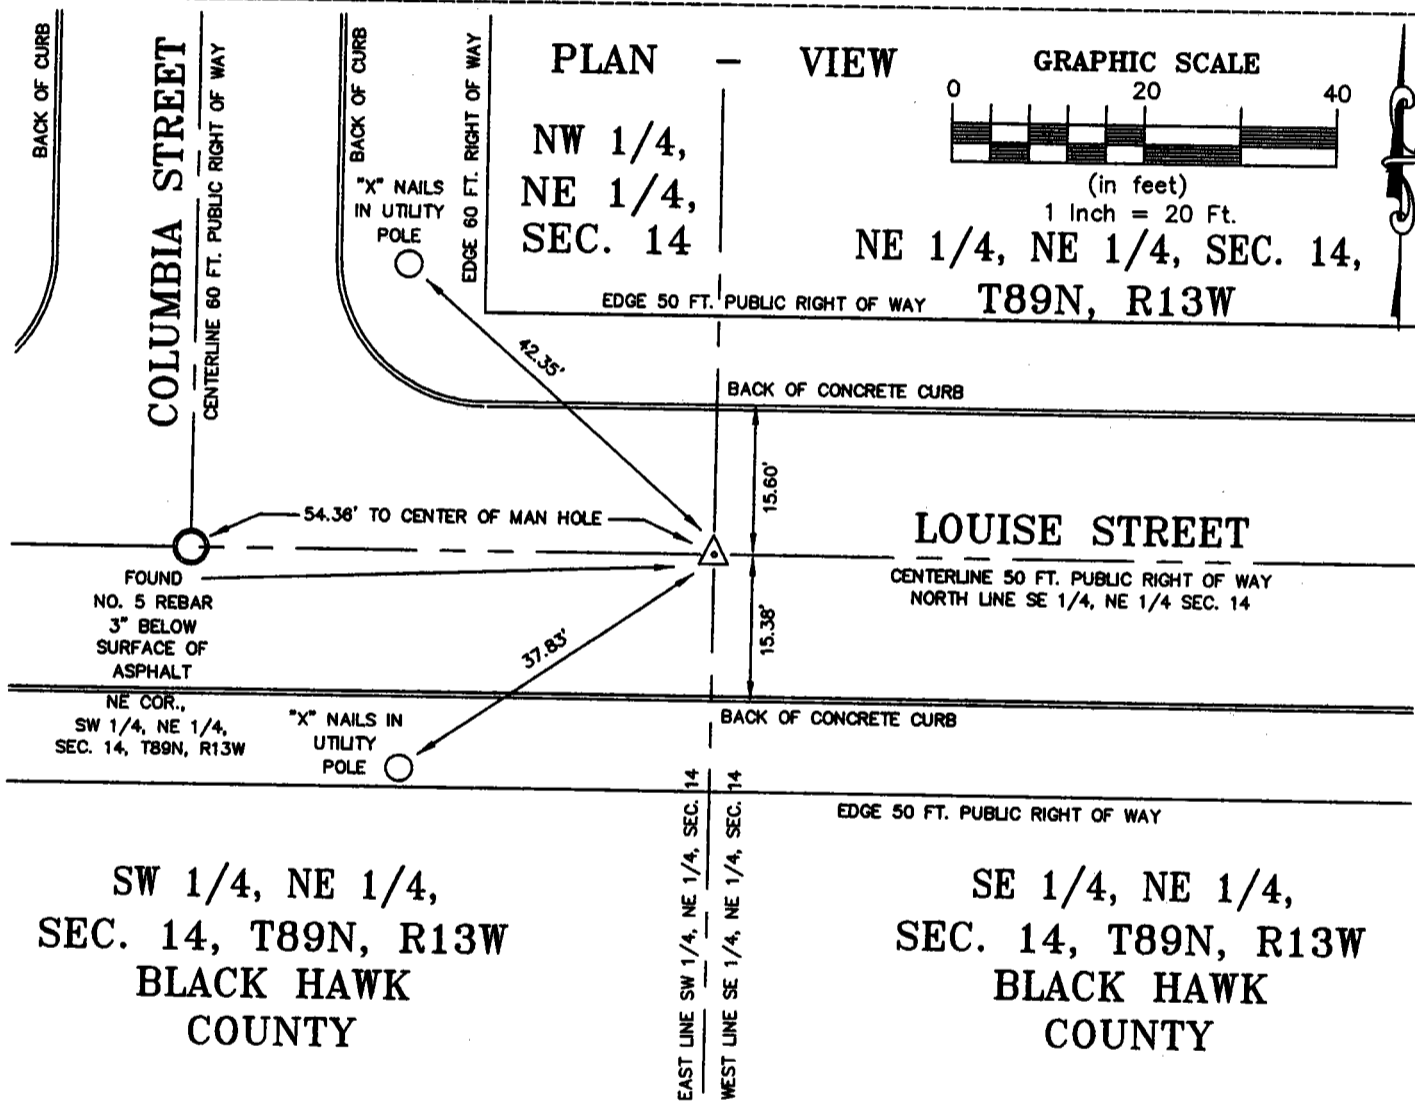 PLAN - VIEW
GRAPHIC SCALE
0 20 40
(in feet)
1 Inch = 20 Ft.
NW 1/4,
NE 1/4,
SEC. 14
NE 1/4, NE 1/4, SEC. 14,
T89N, R13W
BACK OF CURB
COLUMBIA STREET
CENTERLINE 60 FT. PUBLIC RIGHT OF WAY
BACK OF CURB
EDGE 60 FT. RIGHT OF WAY
"X" NAILS
IN UTILITY
POLE
EDGE 50 FT. PUBLIC RIGHT OF WAY
42.35'
BACK OF CONCRETE CURB
15.60'
54.36' TO CENTER OF MAN HOLE
LOUISE STREET
CENTERLINE 50 FT. PUBLIC RIGHT OF WAY
NORTH LINE SE 1/4, NE 1/4 SEC. 14
FOUND
NO. 5 REBAR
3" BELOW
SURFACE OF
ASPHALT
NE COR.,
SW 1/4, NE 1/4,
SEC. 14, T89N, R13W
37.83'
15.38'
"X" NAILS IN
UTILITY
POLE
BACK OF CONCRETE CURB
EDGE 50 FT. PUBLIC RIGHT OF WAY
EAST LINE SW 1/4, NE 1/4, SEC. 14
WEST LINE SE 1/4, NE 1/4, SEC. 14
SW 1/4, NE 1/4,
SEC. 14, T89N, R13W
BLACK HAWK
COUNTY
SE 1/4, NE 1/4,
SEC. 14, T89N, R13W
BLACK HAWK
COUNTY